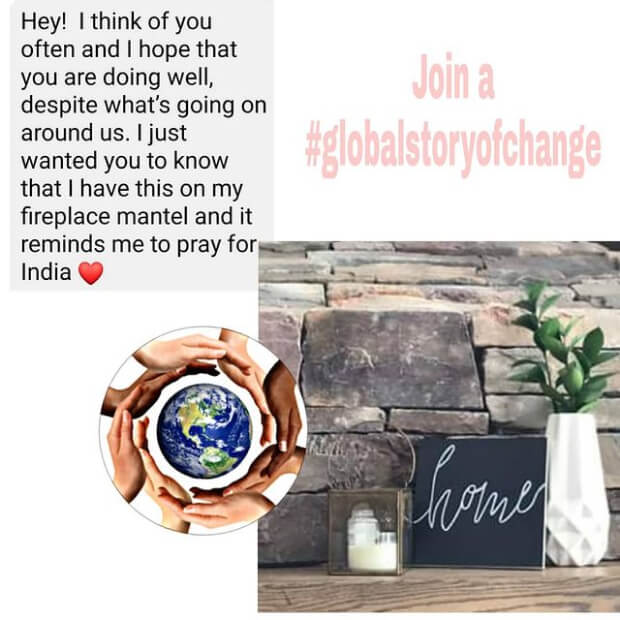 Hey!  I think of you
often and I hope that
you are doing well,
despite what's going on
around us. I just
wanted you to know
that I have this on my
fireplace mantel and it
reminds me to pray for
India ❤️
Join a
#globalstoryofchange
home